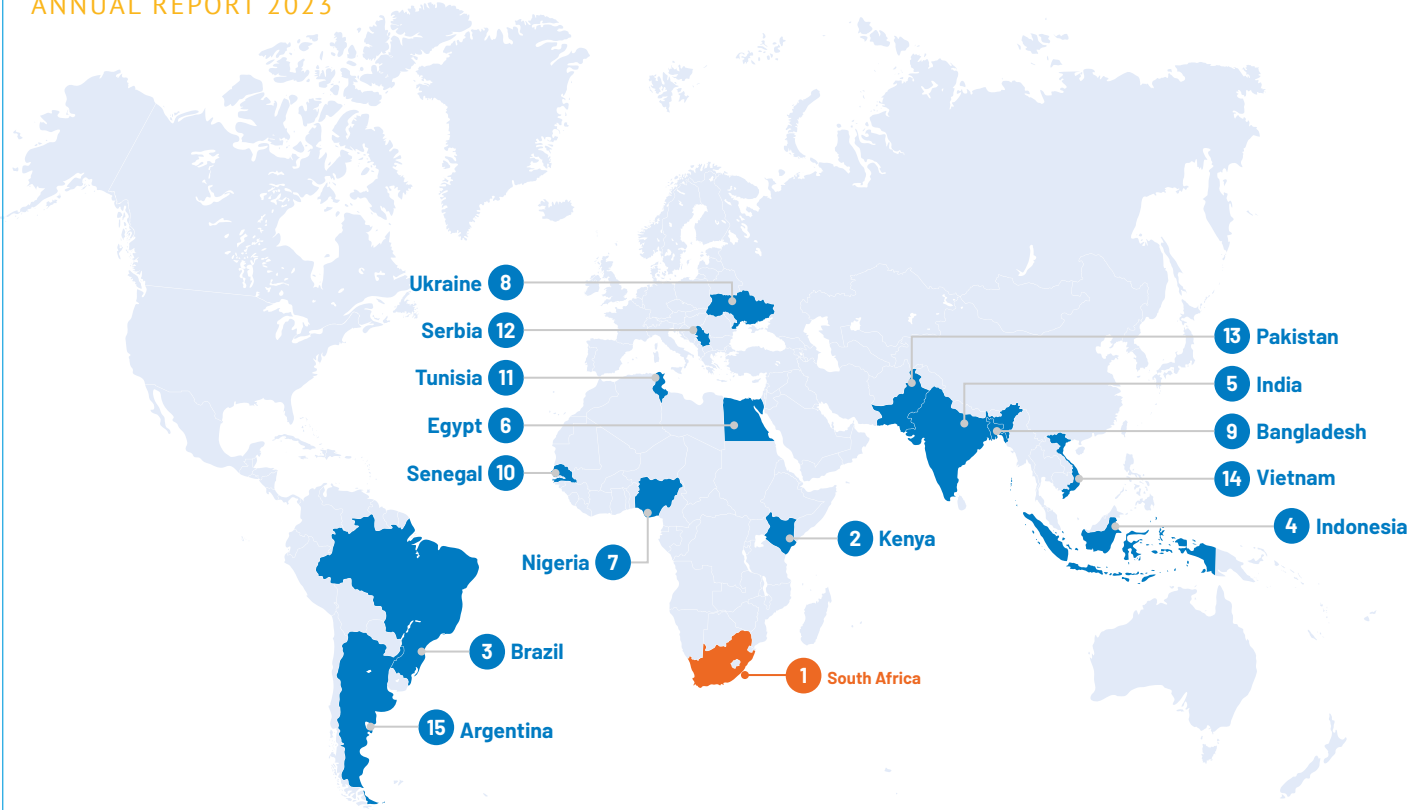 ANNUAL REPORT 2023
Ukraine 8
Serbia 12
Tunisia 11
Egypt 6
Senegal 10
Nigeria 7
2 Kenya
3 Brazil
1 South Africa
15 Argentina
13 Pakistan
5 India
9 Bangladesh
14 Vietnam
4 Indonesia